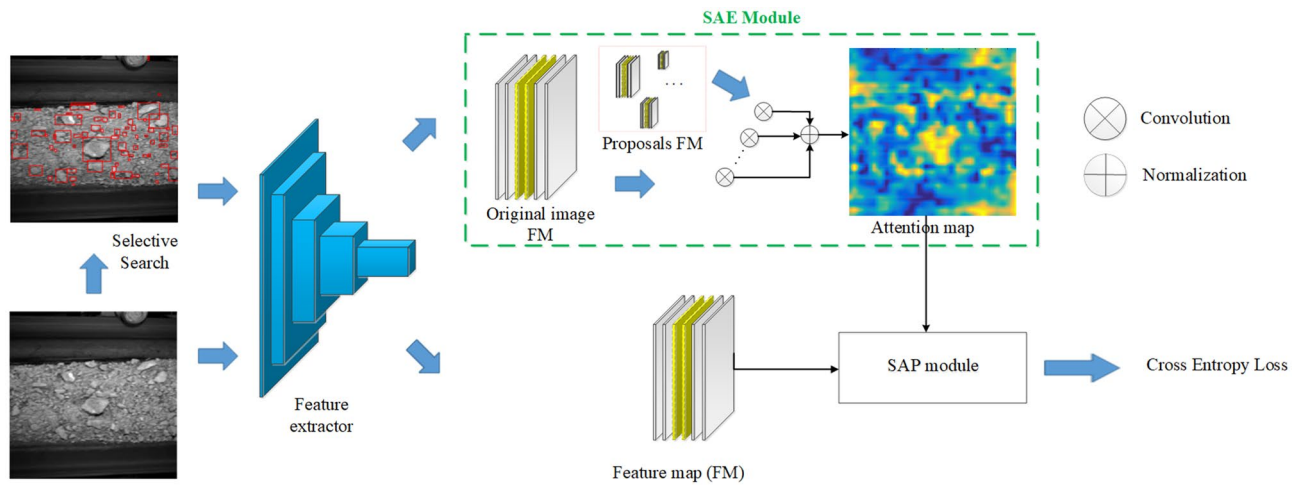 SAE Module
Selective
Search
Feature
extractor
Original image
FM
Proposals FM
...
Attention map
Convolution
Normalization
Feature map (FM)
SAP module
Cross Entropy Loss